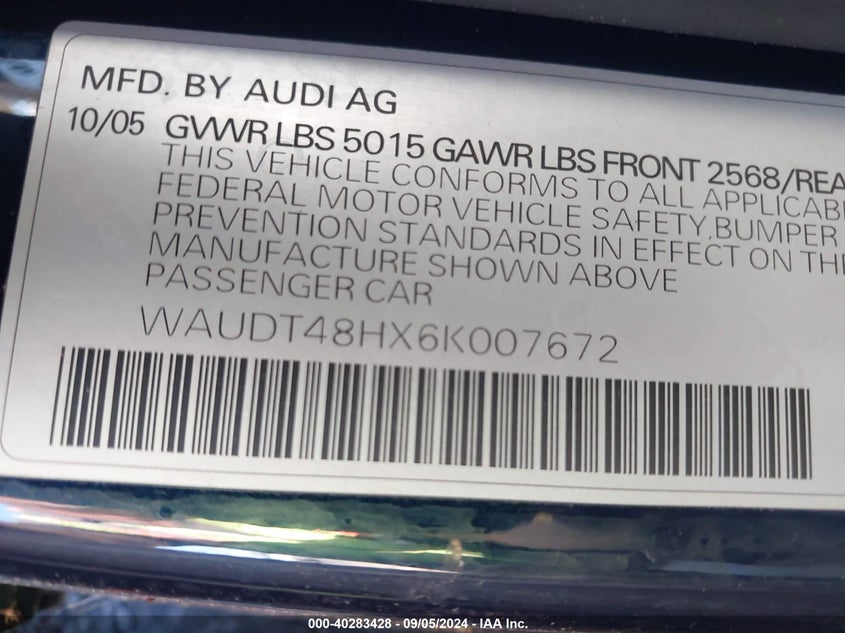 MFD. BY AUDI AG
10/05 GVWR LBS 5015 GAWR LBS FRONT 2568/REA
THIS VEHICLE CONFORMS TO ALL APPLICABL
FEDERAL MOTOR VEHICLE SAFETY,BUMPER
PREVENTION STANDARDS IN EFFECT ON THE
MANUFACTURE SHOWN ABOVE
PASSENGER CAR
WAUDT48HX6K007672
000-40283428 - 09/05/2024 - IAA Inc.